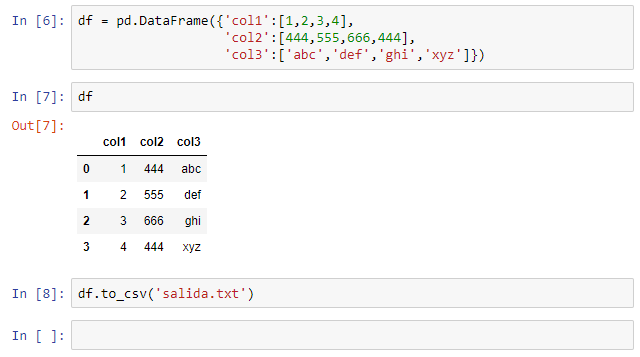 In [6]: df = pd.DataFrame({'col1':[1,2,3,4],
'col2':[444,555,666,444],
'col3':['abc','def','ghi','xyz']})
In [7]: df
Out[7]:
col1 col2 col3
0 1 444 abc
1 2 555 def
2 3 666 ghi
3 4 444 xyz
In [8]: df.to_csv('salida.txt')
In [ ]: